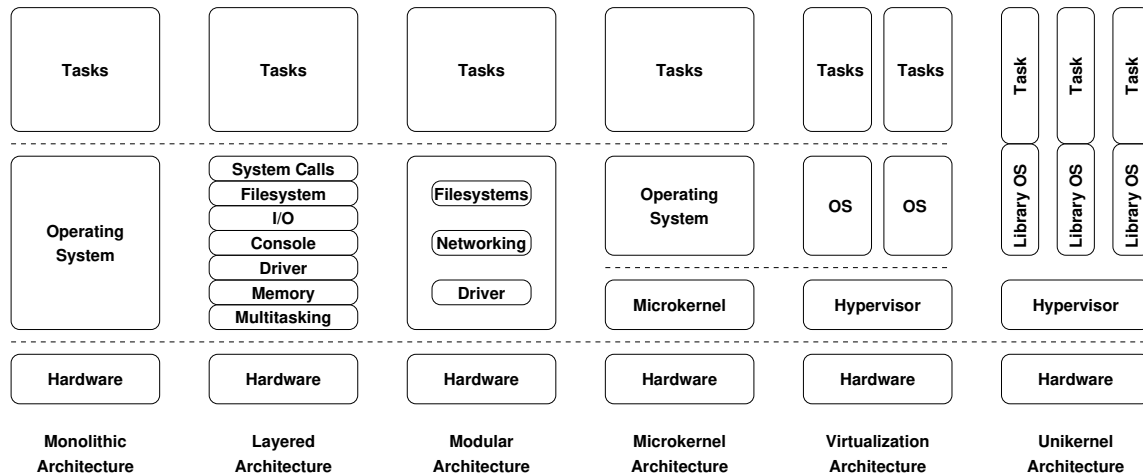 Tasks
Tasks
Tasks
Tasks
Tasks
Tasks
Task
Task
Task
Operating
System
System Calls
Filesystem
I/O
Console
Driver
Memory
Multitasking
Filesystems
Networking
Driver
Operating
System
Microkernel
OS
OS
Hypervisor
Library OS
Library OS
Library OS
Hypervisor
Hardware
Hardware
Hardware
Hardware
Hardware
Hardware
Monolithic
Architecture
Layered
Architecture
Modular
Architecture
Microkernel
Architecture
Virtualization
Architecture
Unikernel
Architecture